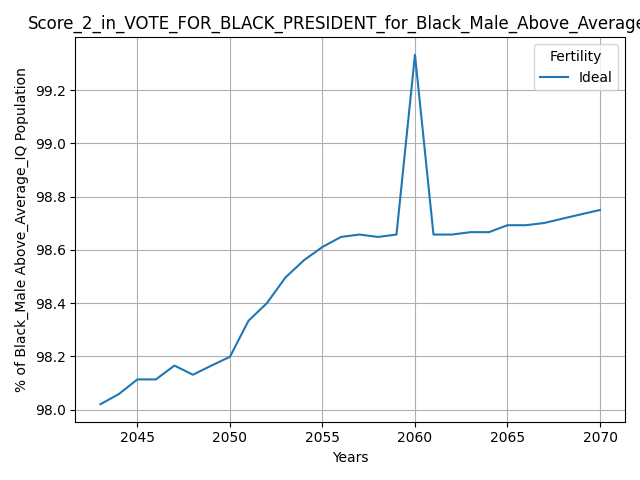 Score_2_in_VOTE_FOR_BLACK_PRESIDENT_for_Black_Male_Above_Average
Fertility
Ideal
% of Black_Male Above_Average_IQ Population
99.2
99.0
98.8
98.6
98.4
98.2
98.0
2045 2050 2055 2060 2065 2070
Years